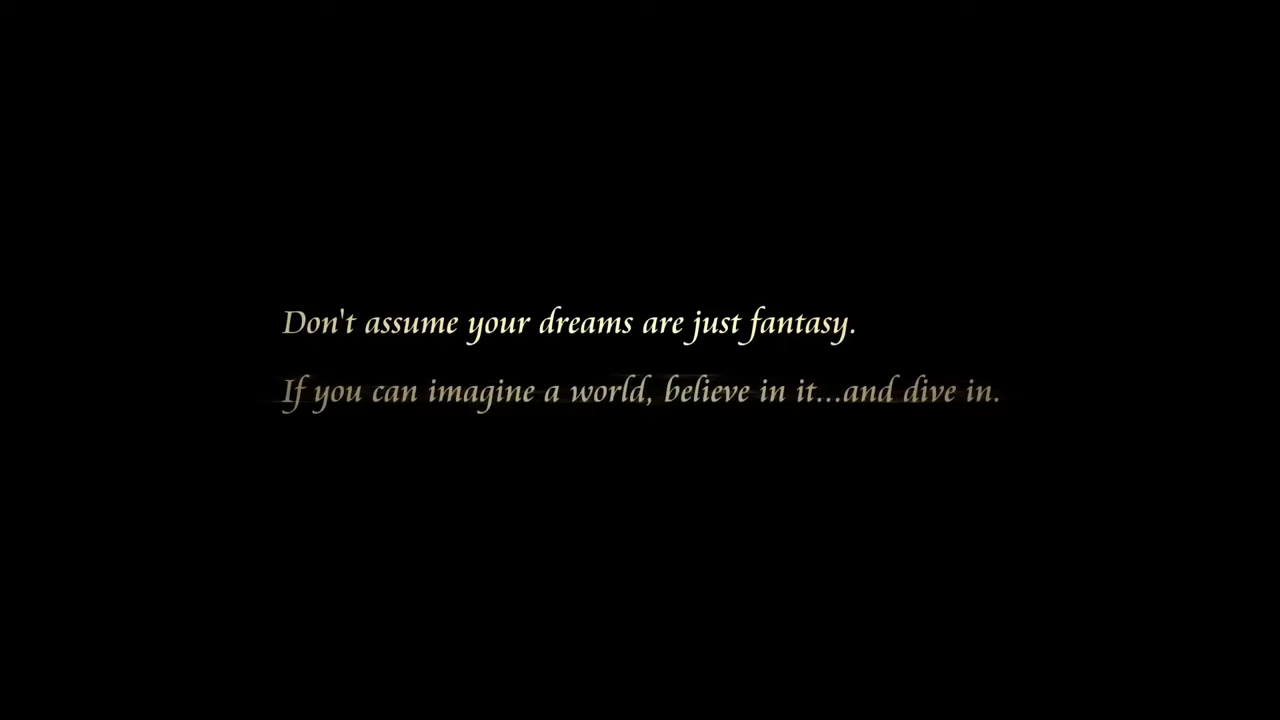 Don't assume your dreams are just fantasy.
If you can imagine a world, believe in it...and dive in.